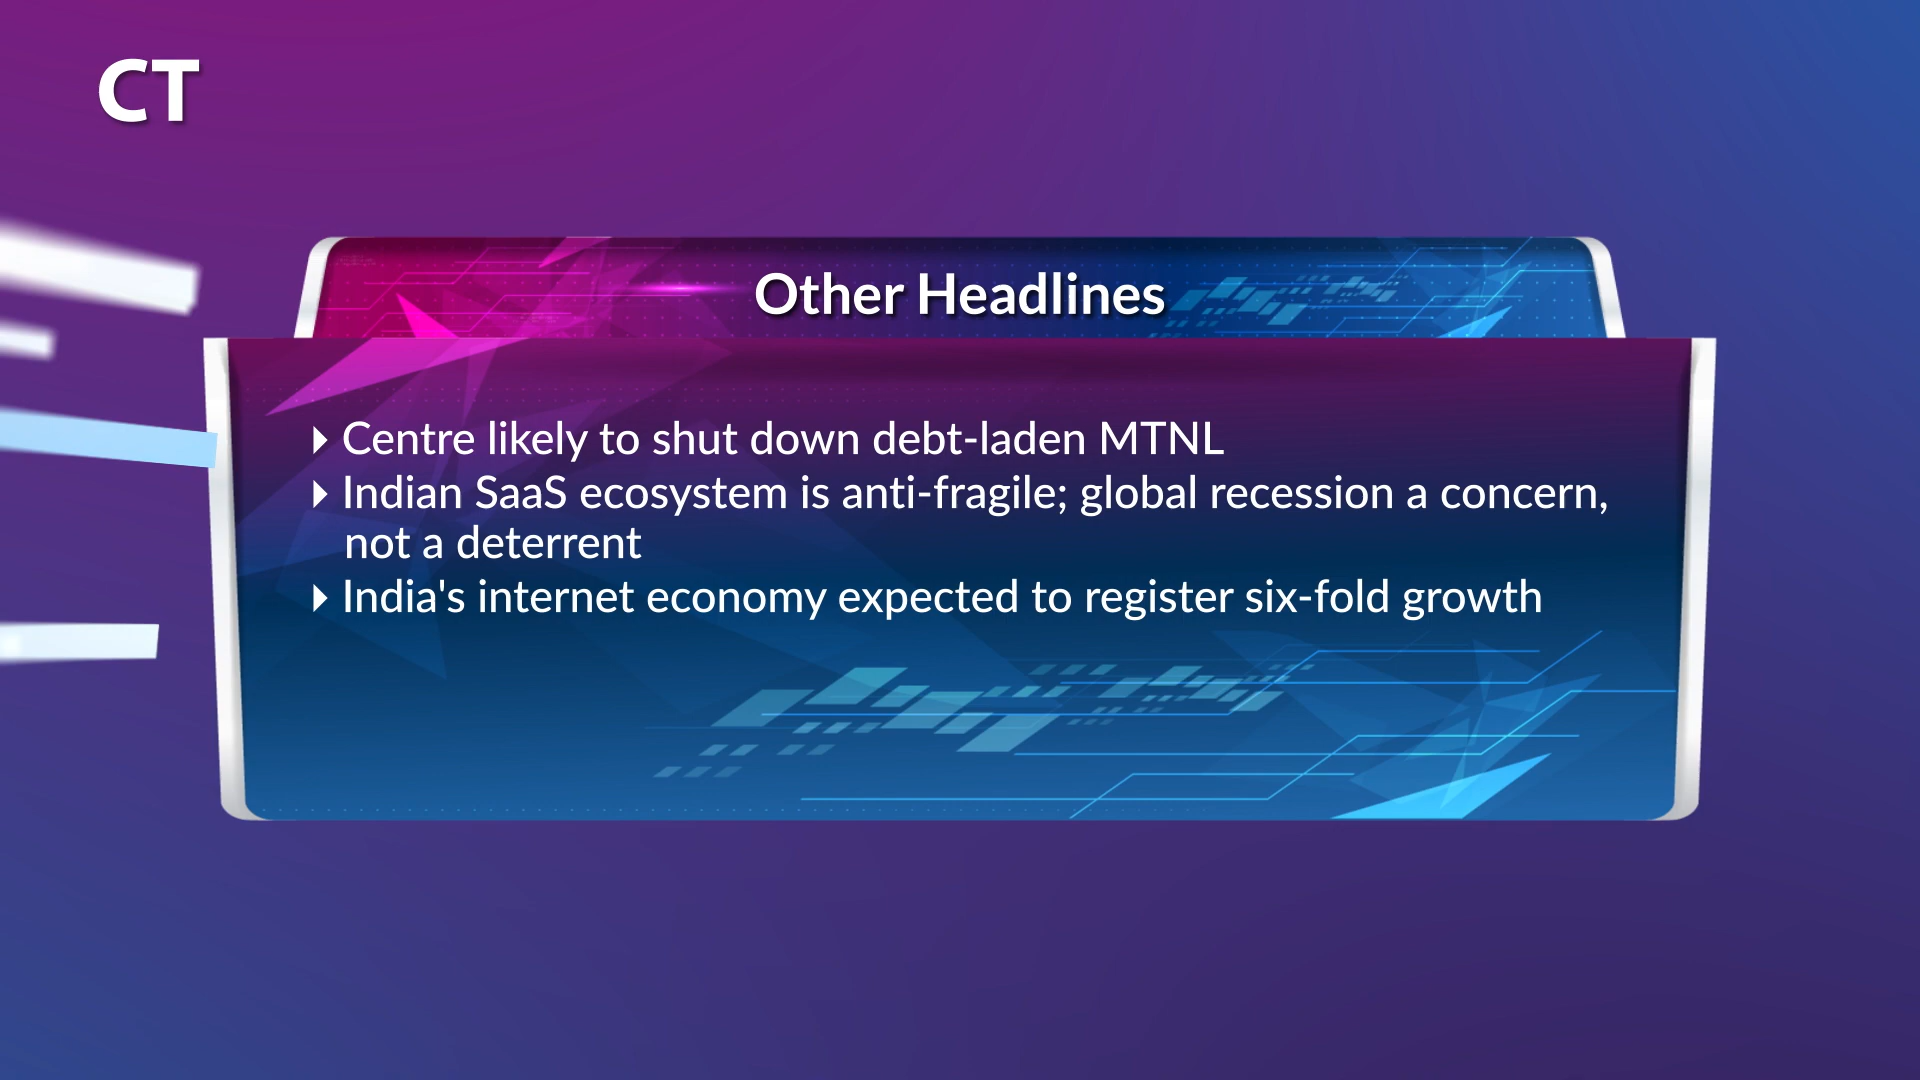 CT
Other Headlines
Centre likely to shut down debt-laden MTNL
Indian SaaS ecosystem is anti-fragile; global recession a concern,
not a deterrent
India's internet economy expected to register six-fold growth